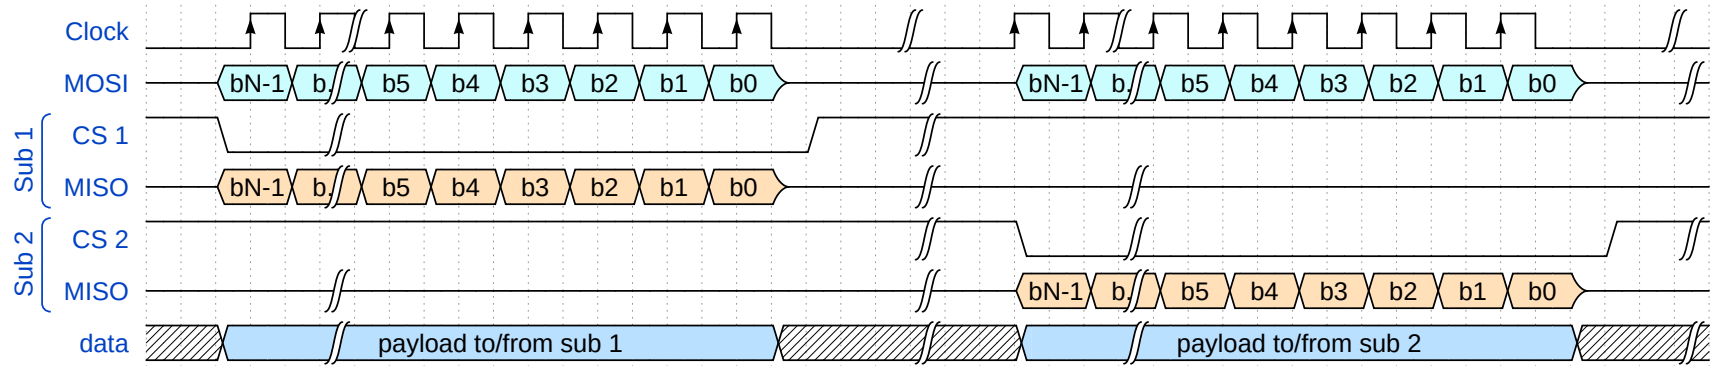 Clock
MOSI bN-1 b. b5 b4 b3 b2 b1 b0 bN-1 b. b5 b4 b3 b2 b1 b0
Sub 1
CS 1
MISO bN-1 b. b5 b4 b3 b2 b1 b0
Sub 2
CS 2
MISO bN-1 b. b5 b4 b3 b2 b1 b0
data payload to/from sub 1 payload to/from sub 2